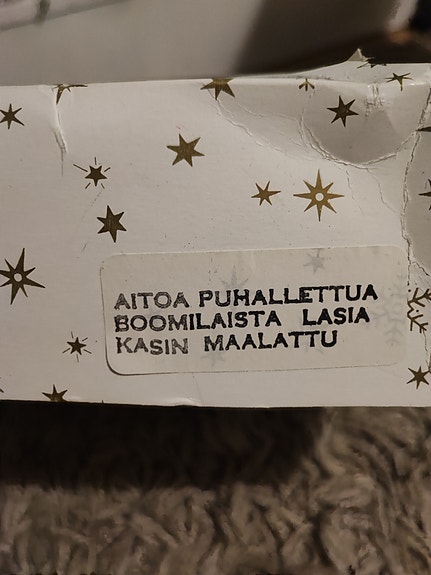 AITOA PUHALLETTUA
BOOMILAISTA LASIA
KASIN MAALATTU